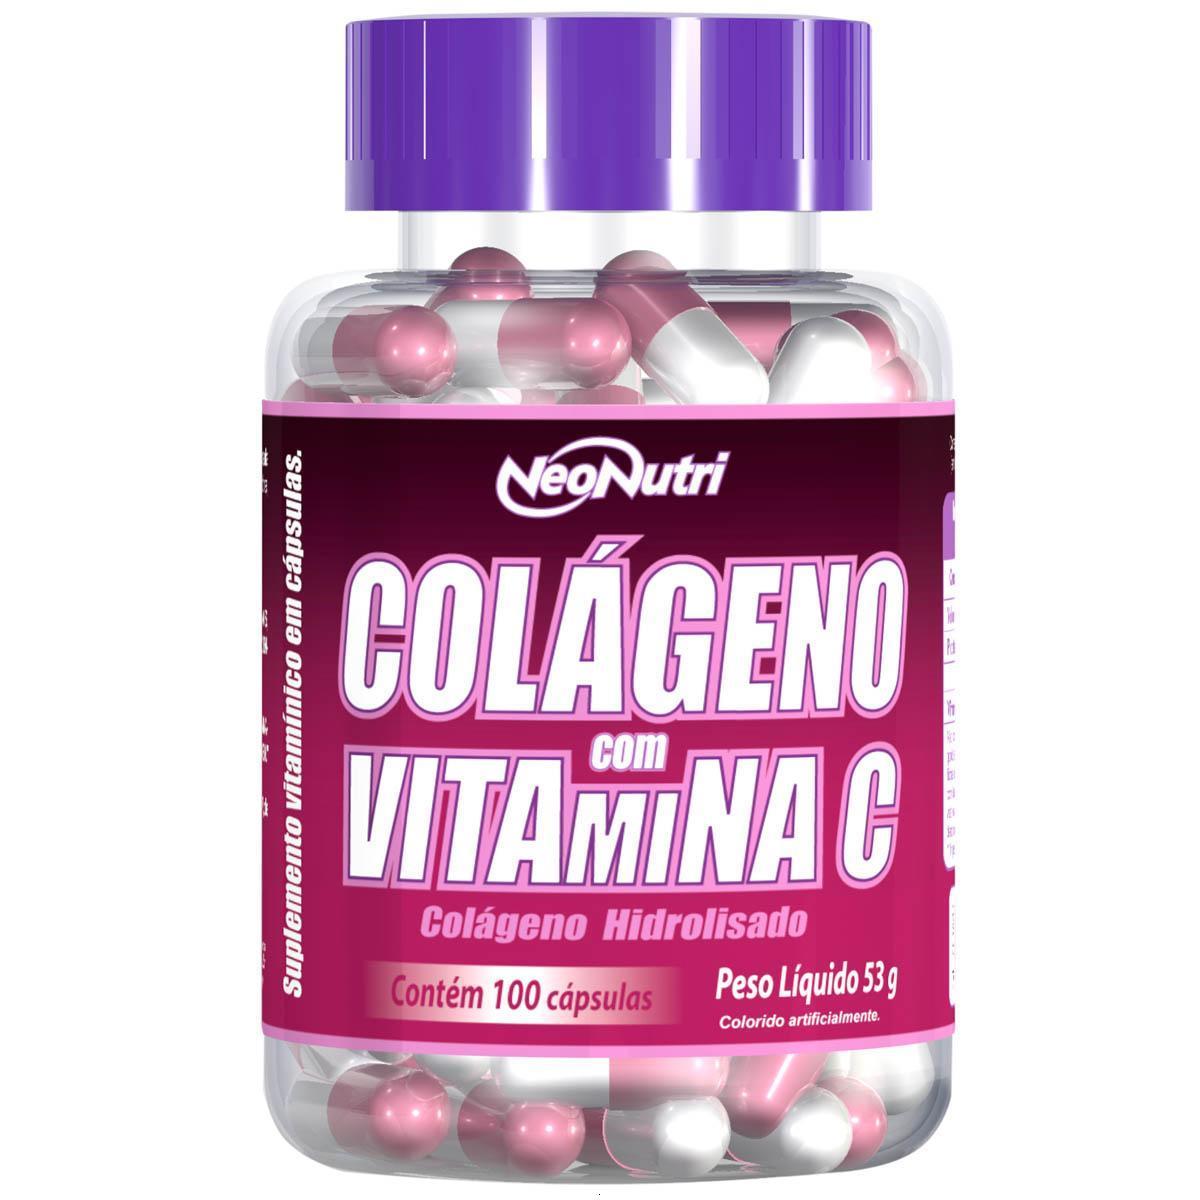 NeoNutri
COLÁGENO
com
VITAMINA C
Colágeno Hidrolisado
Contém 100 cápsulas
Peso Líquido 53 g
Colorido artificialmente.
Suplemento vitamínico em cápsulas.